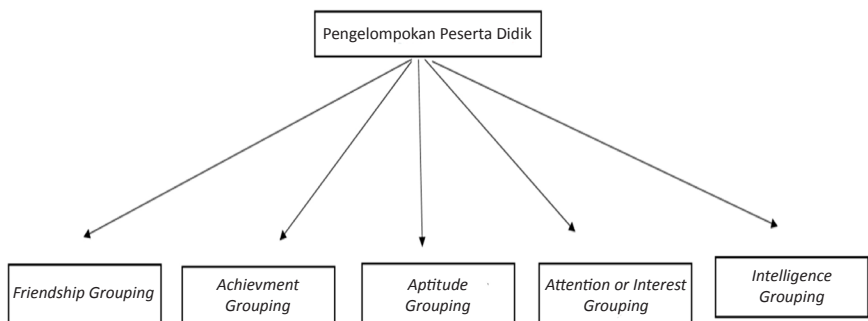 Pengelompokan Peserta Didik
Friendship Grouping
Achievment
Grouping
Aptitude
Grouping
Attention or Interest
Grouping
Intelligence
Grouping